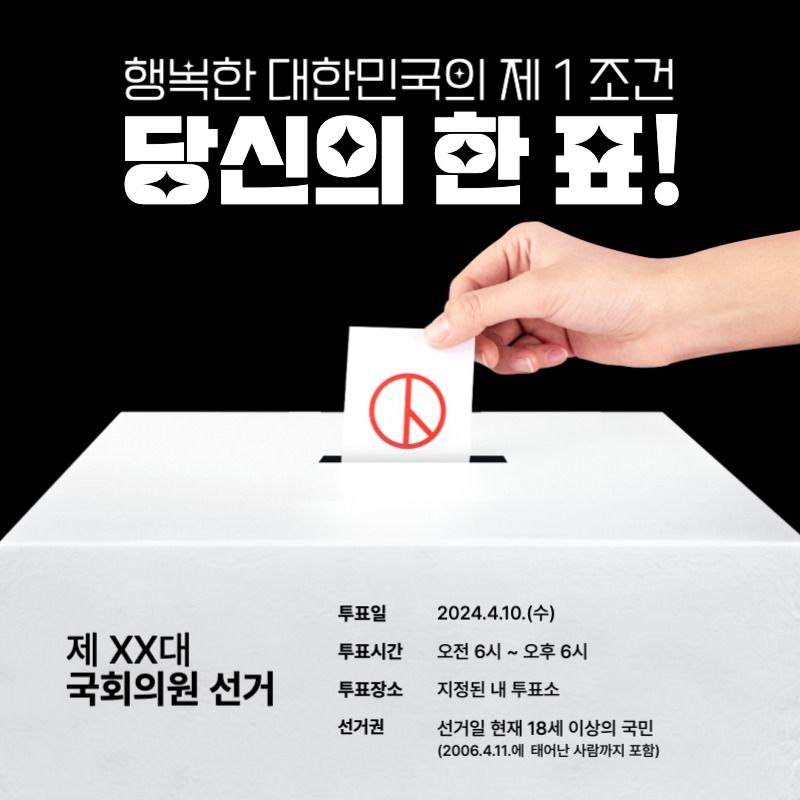 행복한 대한민국의 제 1 조건
당신의 한 표!
제 XX대
국회의원 선거
투표일 2024.4.10.(수)
투표시간 오전 6시 ~ 오후 6시
투표장소 지정된 내 투표소
선거권 선거일 현재 18세 이상의 국민
(2006.4.11.에 태어난 사람까지 포함)